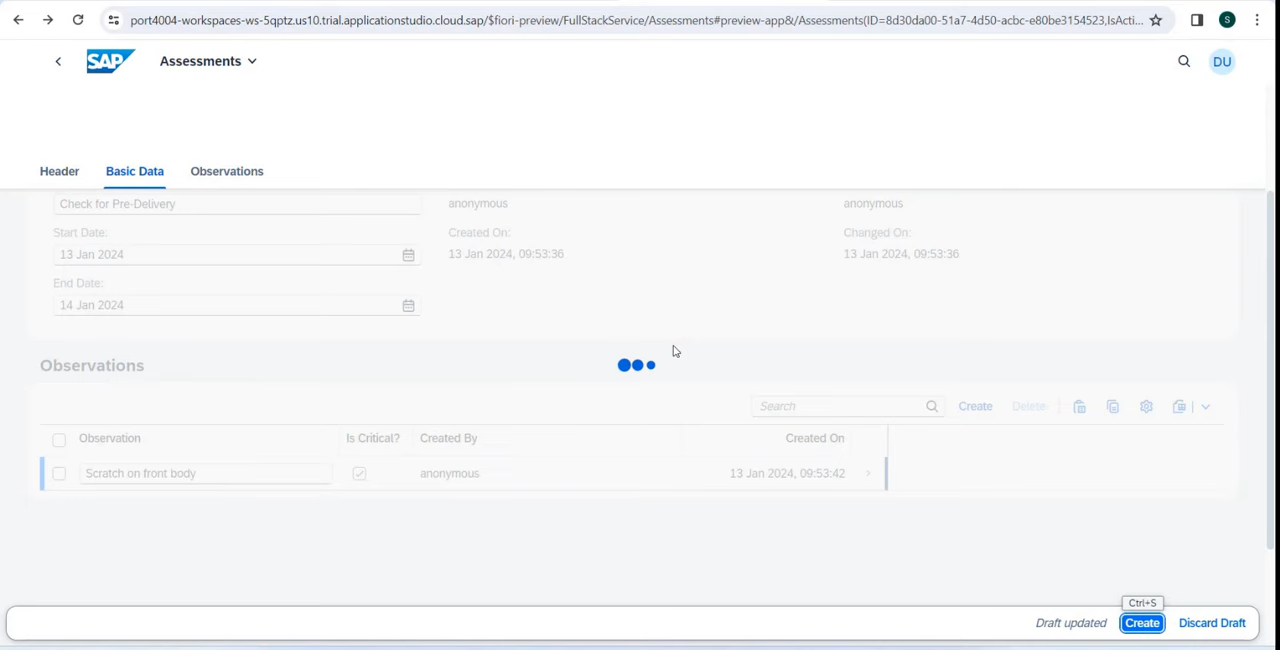 port4004-workspaces-ws-5qptz.us10.trial.applicationstudio.cloud.sap/$fiori-preview/FullStackService/Assessments#preview-app&/Assessments(ID=8d30da00-51a7-4d50-acbc-e80be3154523,IsActi...
S
SAP
Assessments
DU
Header
Basic Data
Observations
Check for Pre-Delivery
anonymous
anonymous
Start Date:
Created On:
Changed On:
13 Jan 2024
13 Jan 2024, 09:53:36
13 Jan 2024, 09:53:36
End Date:
14 Jan 2024
Observations
Search
Create
Delete
Observation
Is Critical?
Created By
Created On
Scratch on front body
anonymous
13 Jan 2024, 09:53:42
Ctrl+S
Draft updated
Create
Discard Draft